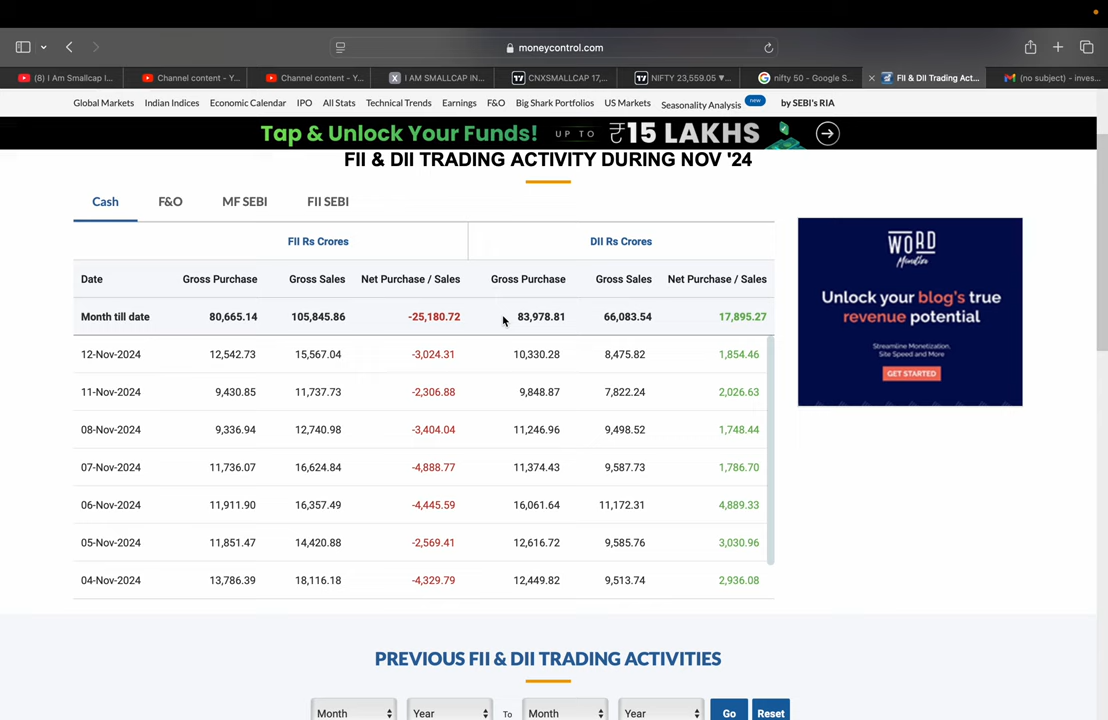 moneycontrol.com
(8) I Am Smallcap I...
Channel content - Y...
Channel content - Y...
I AM SMALLCAP IN...
CNXSMALLCAP 17,...
NIFTY 23,559.05 ▼...
nifty 50 - Google S...
FII & DII Trading Act...
(no subject) - inves...
Global Markets Indian Indices Economic Calendar IPO All Stats Technical Trends Earnings F&O Big Shark Portfolios US Markets Seasonality Analysis new by SEBI's RIA
Tap & Unlock Your Funds! UP TO ₹15 LAKHS
FII & DII TRADING ACTIVITY DURING NOV '24
Cash F&O MF SEBI FII SEBI
FII Rs Crores DII Rs Crores
Date Gross Purchase Gross Sales Net Purchase / Sales Gross Purchase Gross Sales Net Purchase / Sales
Month till date 80,665.14 105,845.86 -25,180.72 83,978.81 66,083.54 17,895.27
12-Nov-2024 12,542.73 15,567.04 -3,024.31 10,330.28 8,475.82 1,854.46
11-Nov-2024 9,430.85 11,737.73 -2,306.88 9,848.87 7,822.24 2,026.63
08-Nov-2024 9,336.94 12,740.98 -3,404.04 11,246.96 9,498.52 1,748.44
07-Nov-2024 11,736.07 16,624.84 -4,888.77 11,374.43 9,587.73 1,786.70
06-Nov-2024 11,911.90 16,357.49 -4,445.59 16,061.64 11,172.31 4,889.33
05-Nov-2024 11,851.47 14,420.88 -2,569.41 12,616.72 9,585.76 3,030.96
04-Nov-2024 13,786.39 18,116.18 -4,329.79 12,449.82 9,513.74 2,936.08
WORD
Unlock your blog's true
revenue potential
Streamline Monetization,
Site Speed and More
GET STARTED
PREVIOUS FII & DII TRADING ACTIVITIES
Month Year To Month Year Go Reset